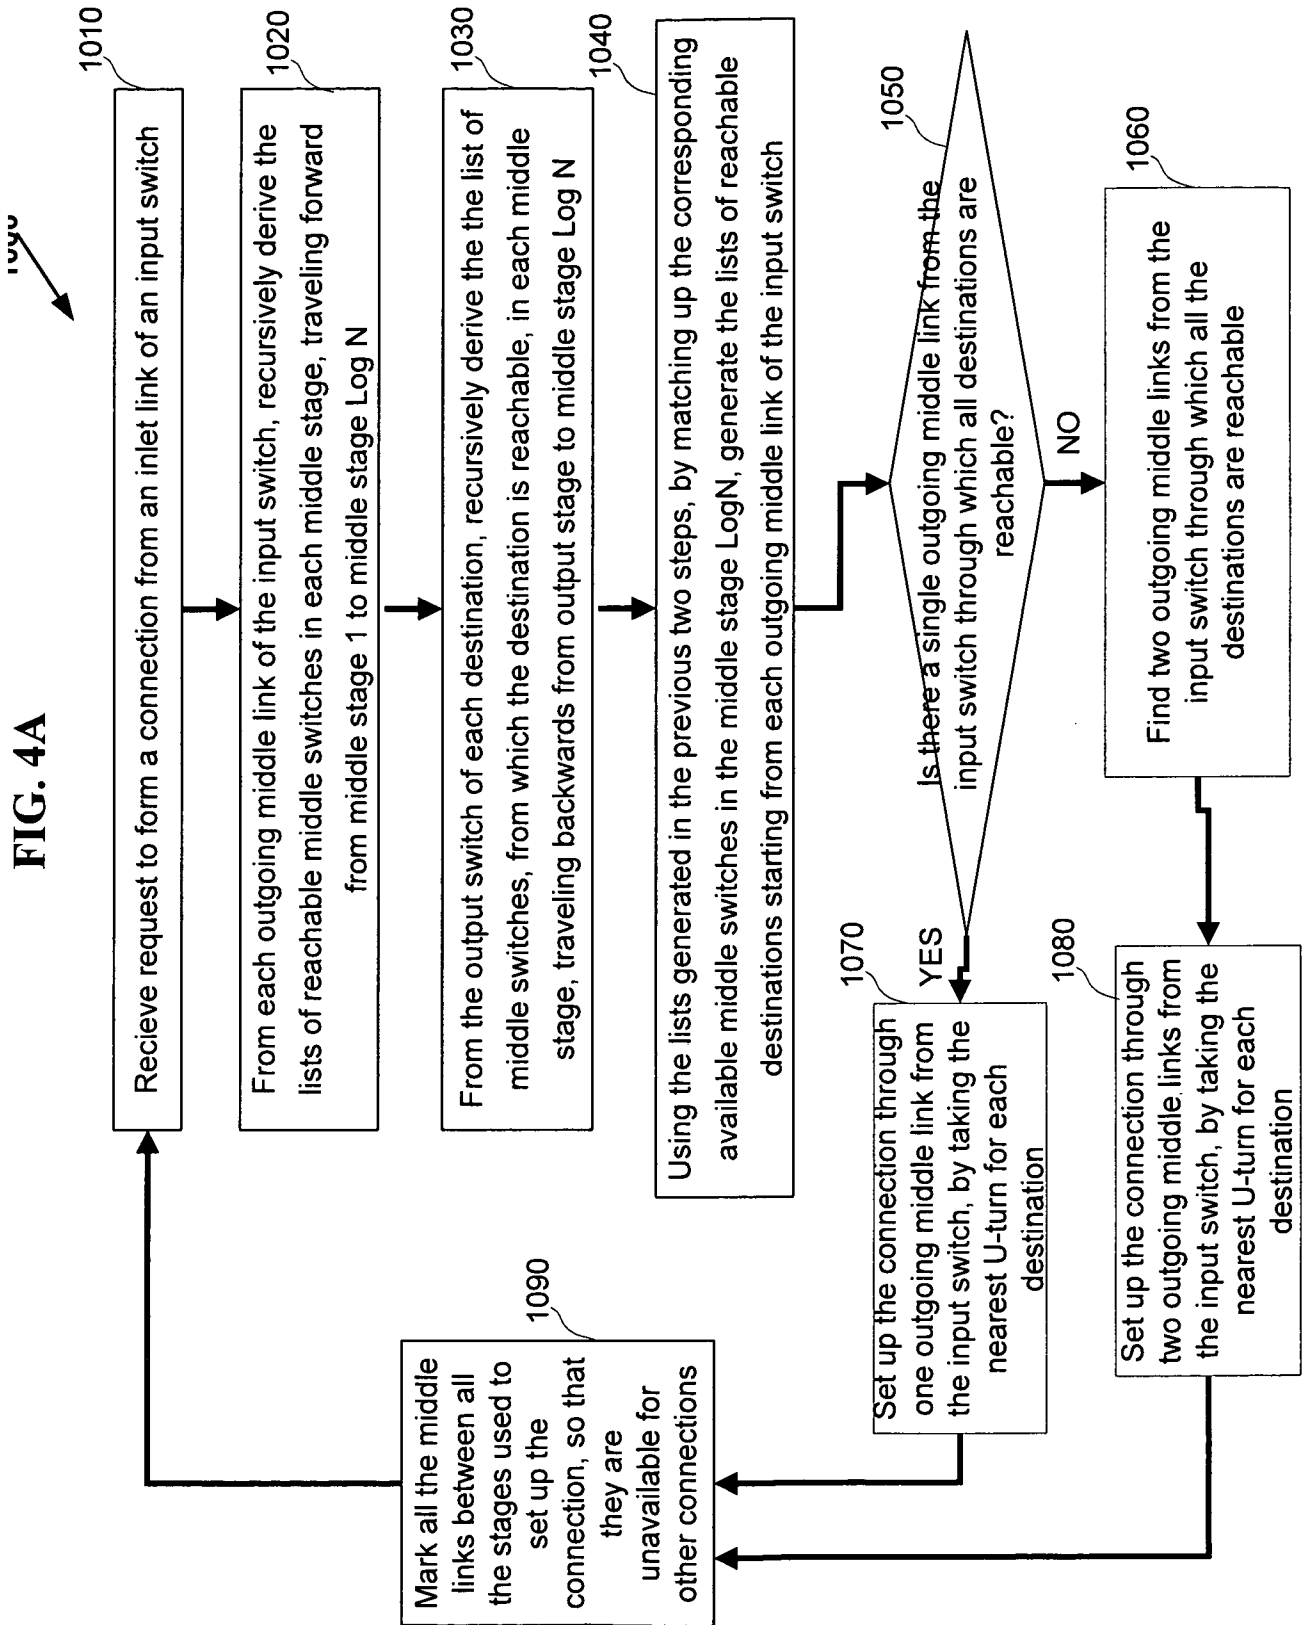 FIG. 4A
1010
Recieve request to form a connection from an inlet link of an input switch
1020
From each outgoing middle link of the input switch, recursively derive the
lists of reachable middle switches in each middle stage, traveling forward
from middle stage 1 to middle stage Log N
1030
From the output switch of each destination, recursively derive the the list of
middle switches, from which the destination is reachable, in each middle
stage, traveling backwards from output stage to middle stage Log N
1040
Using the lists generated in the previous two steps, by matching up the corresponding
available middle switches in the middle stage LogN, generate the lists of reachable
destinations starting from each outgoing middle link of the input switch
1050
Is there a single outgoing middle link from the
input switch through which all destinations are
reachable?
NO
YES
1060
Find two outgoing middle links from the
input switch through which all the
destinations are reachable
1070
Set up the connection through
one outgoing middle link from
the input switch, by taking the
nearest U-turn for each
destination
1080
Set up the connection through
two outgoing middle links from
the input switch, by taking the
nearest U-turn for each
destination
1090
Mark all the middle
links between all
the stages used to
set up the
connection, so that
they are
unavailable for
other connections